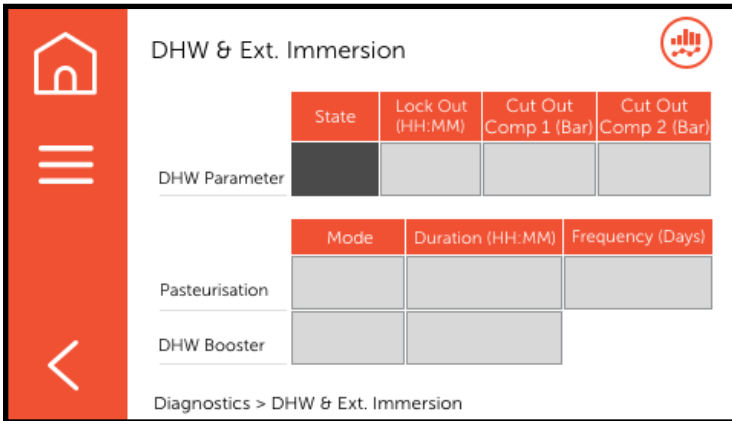 DHW & Ext. Immersion
State
Lock Out
(HH:MM)
Cut Out
Comp 1 (Bar)
Cut Out
Comp 2 (Bar)
DHW Parameter
Mode
Duration (HH:MM)
Frequency (Days)
Pasteurisation
DHW Booster
Diagnostics > DHW & Ext. Immersion